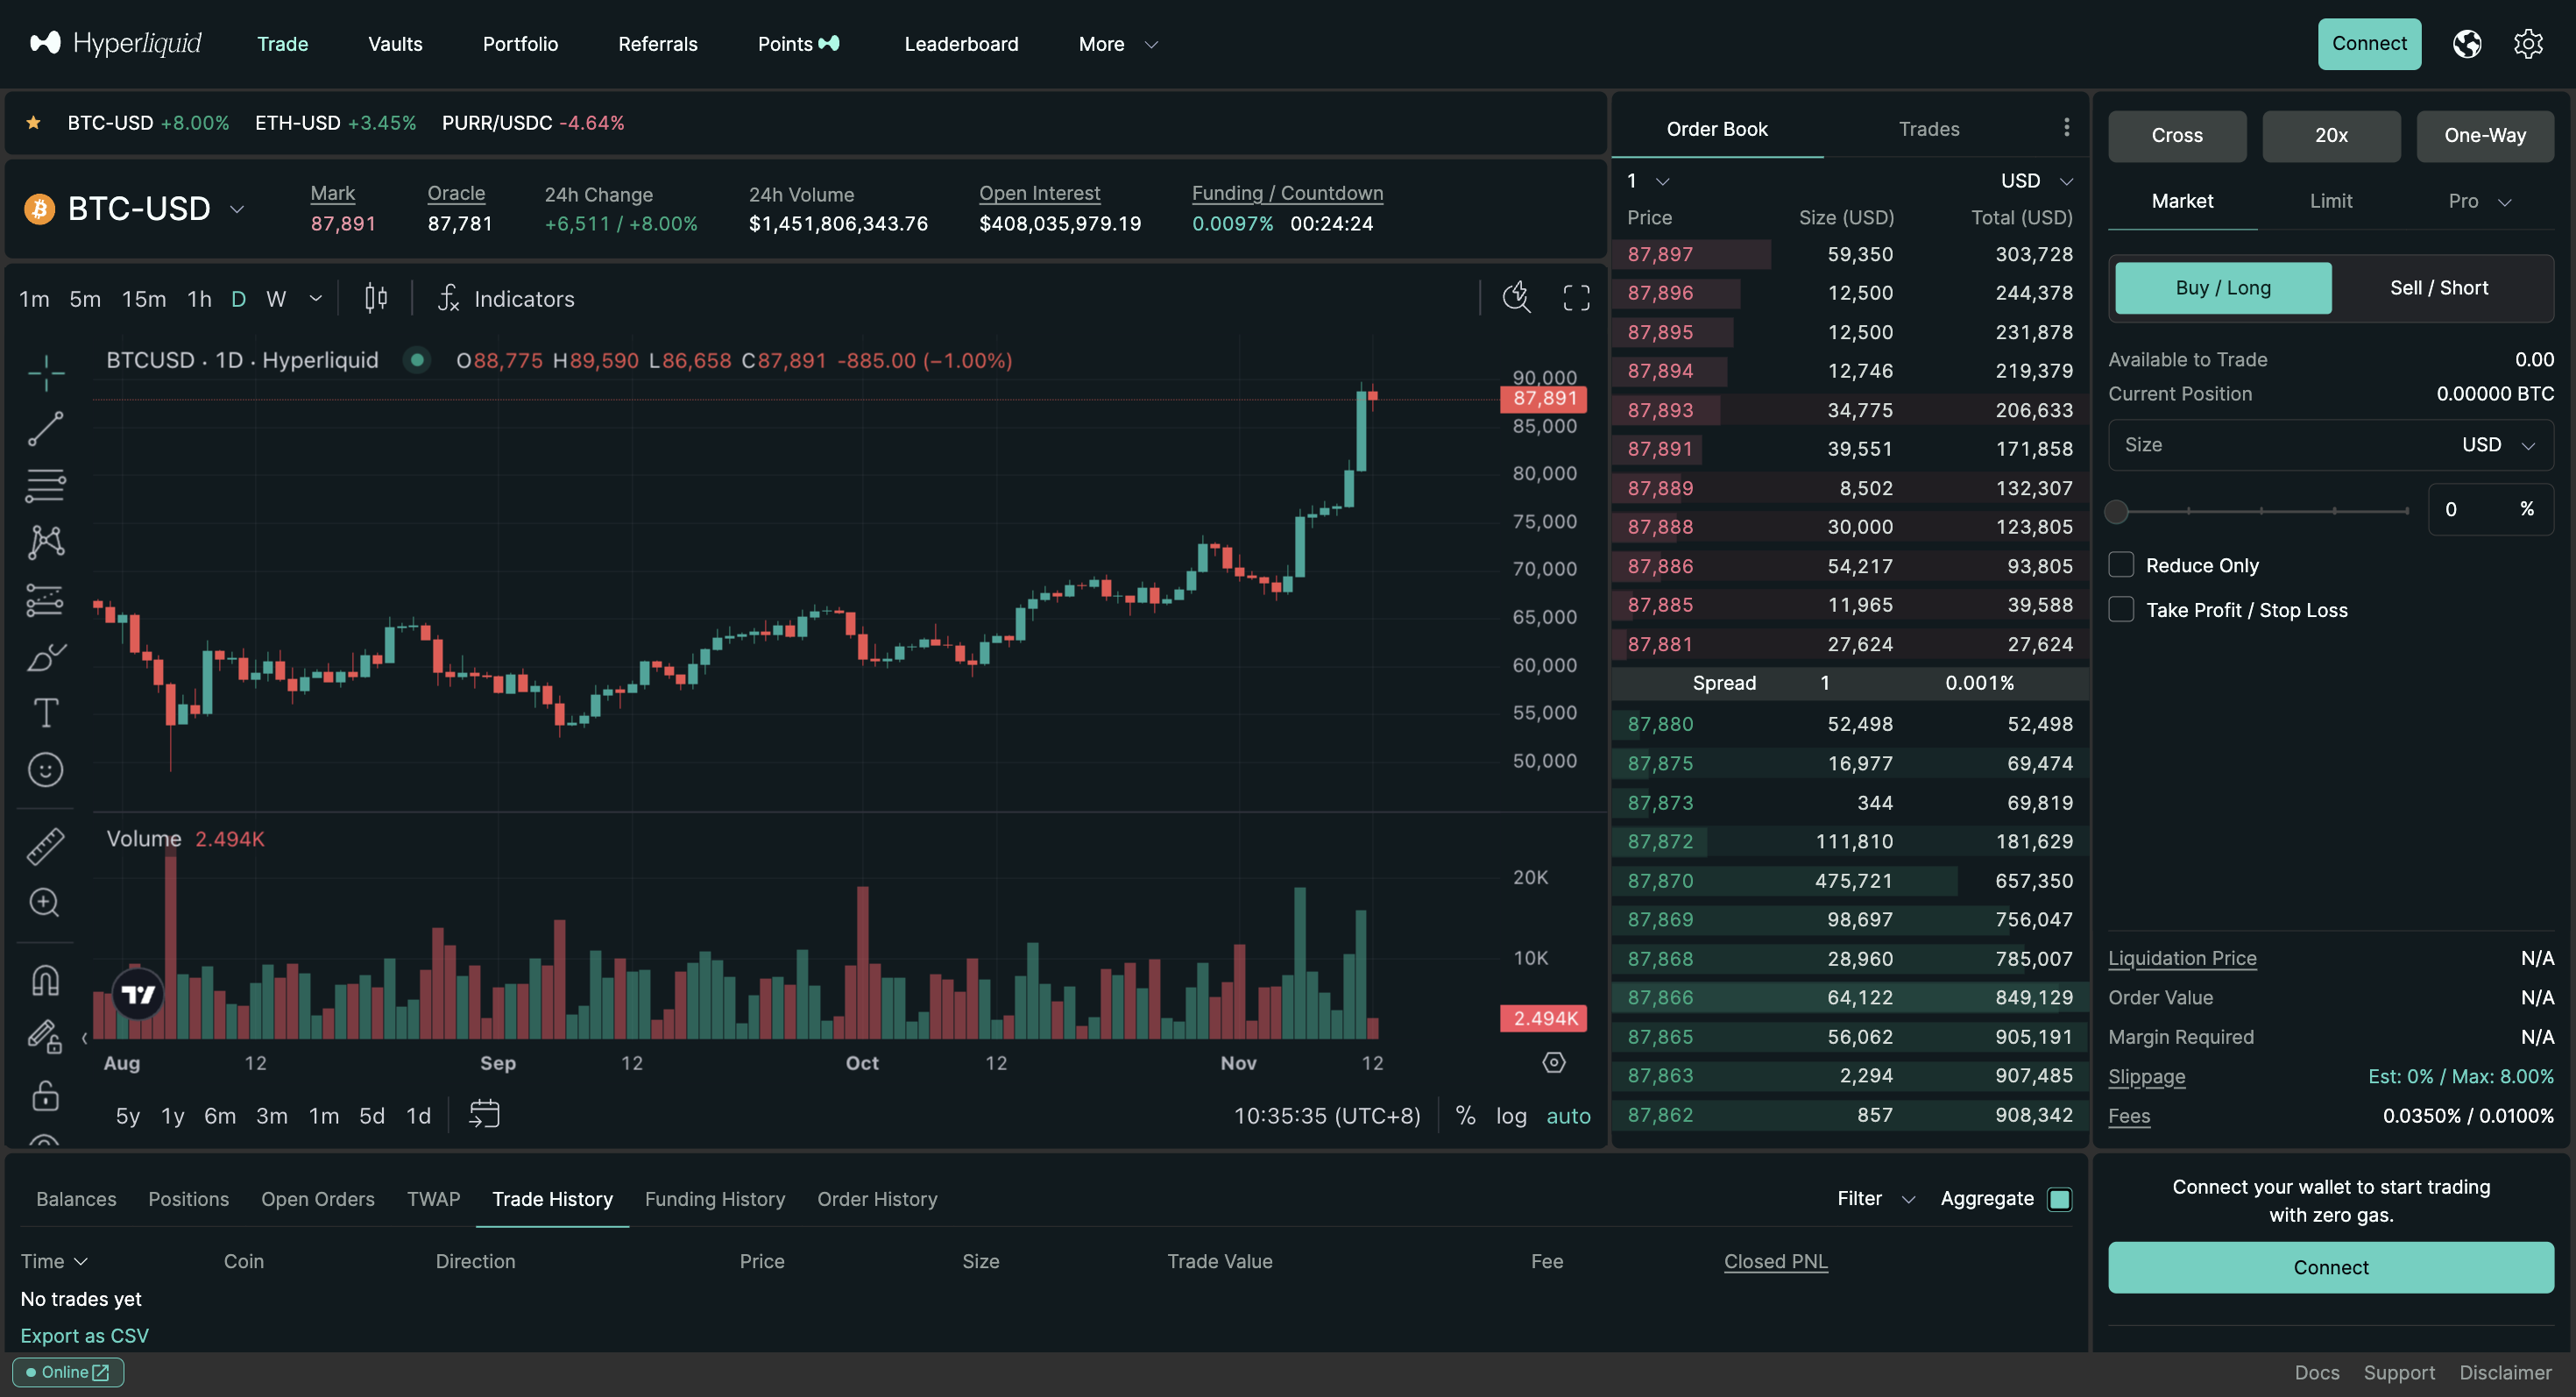 Hyperliquid Trade Vaults Portfolio Referrals Points Leaderboard More Connect
BTC-USD +8.00% ETH-USD +3.45% PURR/USDC -4.64%
BTC-USD
Mark Oracle 24h Change 24h Volume Open Interest Funding / Countdown
87,891 87,781 +6,511 / +8.00% $1,451,806,343.76 $408,035,979.19 0.0097% 00:24:24
1m 5m 15m 1h D W Indicators
BTCUSD · 1D · Hyperliquid O88,775 H89,590 L86,658 C87,891 -885.00 (−1.00%)
90,000
87,891
85,000
80,000
75,000
70,000
65,000
60,000
55,000
50,000
Volume 2.494K
20K
10K
2.494K
Aug 12 Sep 12 Oct 12 Nov 12
5y 1y 6m 3m 1m 5d 1d 10:35:35 (UTC+8) % log auto
Order Book Trades
1 USD
Price Size (USD) Total (USD)
87,897 59,350 303,728
87,896 12,500 244,378
87,895 12,500 231,878
87,894 12,746 219,379
87,893 34,775 206,633
87,891 39,551 171,858
87,889 8,502 132,307
87,888 30,000 123,805
87,886 54,217 93,805
87,885 11,965 39,588
87,881 27,624 27,624
Spread 1 0.001%
87,880 52,498 52,498
87,875 16,977 69,474
87,873 344 69,819
87,872 111,810 181,629
87,870 475,721 657,350
87,869 98,697 756,047
87,868 28,960 785,007
87,866 64,122 849,129
87,865 56,062 905,191
87,863 2,294 907,485
87,862 857 908,342
Cross 20x One-Way
Market Limit Pro
Buy / Long Sell / Short
Available to Trade 0.00
Current Position 0.00000 BTC
Size USD
0 %
Reduce Only
Take Profit / Stop Loss
Liquidation Price N/A
Order Value N/A
Margin Required N/A
Slippage Est: 0% / Max: 8.00%
Fees 0.0350% / 0.0100%
Balances Positions Open Orders TWAP Trade History Funding History Order History Filter Aggregate
Time Coin Direction Price Size Trade Value Fee Closed PNL
No trades yet
Export as CSV
Connect your wallet to start trading
with zero gas.
Connect
Online Docs Support Disclaimer